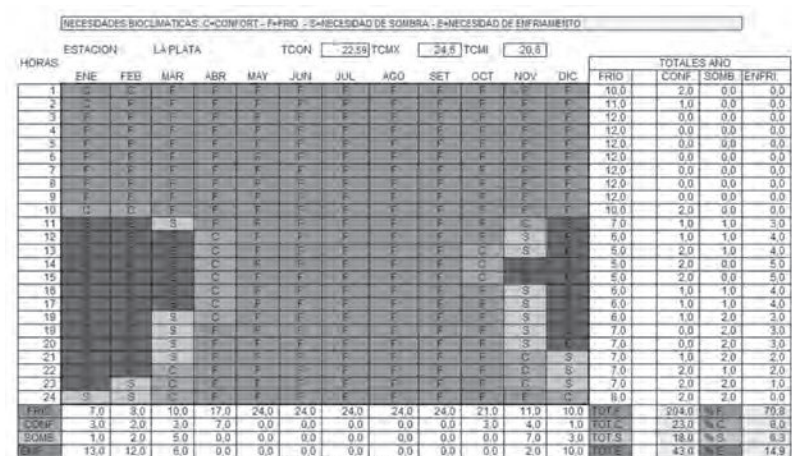 NECESIDADES BIOCLIMATICAS: C=CONFORT - F=FRIO - S=NECESIDAD DE SOMBRA - E=NECESIDAD DE ENFRIAMIENTO
ESTACION LA PLATA TCON 22,59 TCMX 24,6 TCMI
HORAS TOTALES AÑO
ENE FEB MAR ABR MAY JUN JUL AGO SET OCT NOV DIC FRIO CONF. SOMB. ENFRI.
1 C C F F F F F F F F F F 10,0 2,0 0,0 0,0
2 C F F F F F F F F F F F 11,0 1,0 0,0 0,0
3 F F F F F F F F F F F F 12,0 0,0 0,0 0,0
4 F F F F F F F F F F F F 12,0 0,0 0,0 0,0
5 F F F F F F F F F F F F 12,0 0,0 0,0 0,0
6 F F F F F F F F F F F F 12,0 0,0 0,0 0,0
7 F F F F F F F F F F F F 12,0 0,0 0,0 0,0
8 F F F F F F F F F F F F 12,0 0,0 0,0 0,0
9 F F F F F F F F F F F F 12,0 0,0 0,0 0,0
10 C C F F F F F F F F F F 10,0 2,0 0,0 0,0
11 S F F F F F F F C 7,0 1,0 1,0 3,0
12 C F F F F F F S 6,0 1,0 1,0 4,0
13 C F F F F F C S 5,0 2,0 1,0 4,0
14 C F F F F F C 5,0 2,0 0,0 5,0
15 C F F F F F C 5,0 2,0 0,0 5,0
16 C F F F F F F S 6,0 1,0 1,0 4,0
17 C F F F F F F S 6,0 1,0 1,0 4,0
18 S C F F F F F F S 6,0 1,0 2,0 3,0
19 S F F F F F F F S 7,0 0,0 2,0 3,0
20 S F F F F F F F S 7,0 0,0 2,0 3,0
21 S F F F F F F F C S 7,0 1,0 2,0 2,0
22 C F F F F F F F C S 7,0 2,0 1,0 2,0
23 S C F F F F F F F C S 7,0 2,0 2,0 1,0
24 S S C F F F F F F F F C 8,0 2,0 2,0 0,0
FRIO 7,0 8,0 10,0 17,0 24,0 24,0 24,0 24,0 24,0 21,0 11,0 10,0 TOT.F 204,0 % F. 70,8
CONF. 3,0 2,0 3,0 7,0 0,0 0,0 0,0 0,0 0,0 3,0 4,0 1,0 TOT.C 23,0 % C. 8,0
SOMB. 1,0 2,0 5,0 0,0 0,0 0,0 0,0 0,0 0,0 0,0 7,0 3,0 TOT.S 18,0 % S. 6,3
ENF. 13,0 12,0 6,0 0,0 0,0 0,0 0,0 0,0 0,0 0,0 2,0 10,0 TOT.E 43,0 % E. 14,9